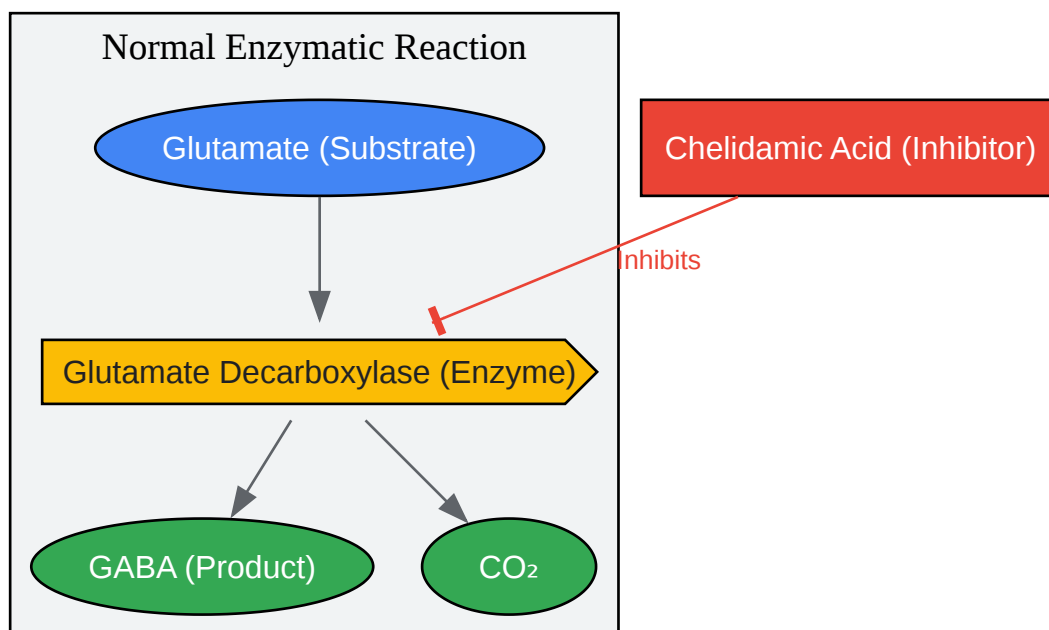 Normal Enzymatic Reaction
Glutamate (Substrate)
Chelidamic Acid (Inhibitor)
Inhibits
Glutamate Decarboxylase (Enzyme)
GABA (Product)
CO₂